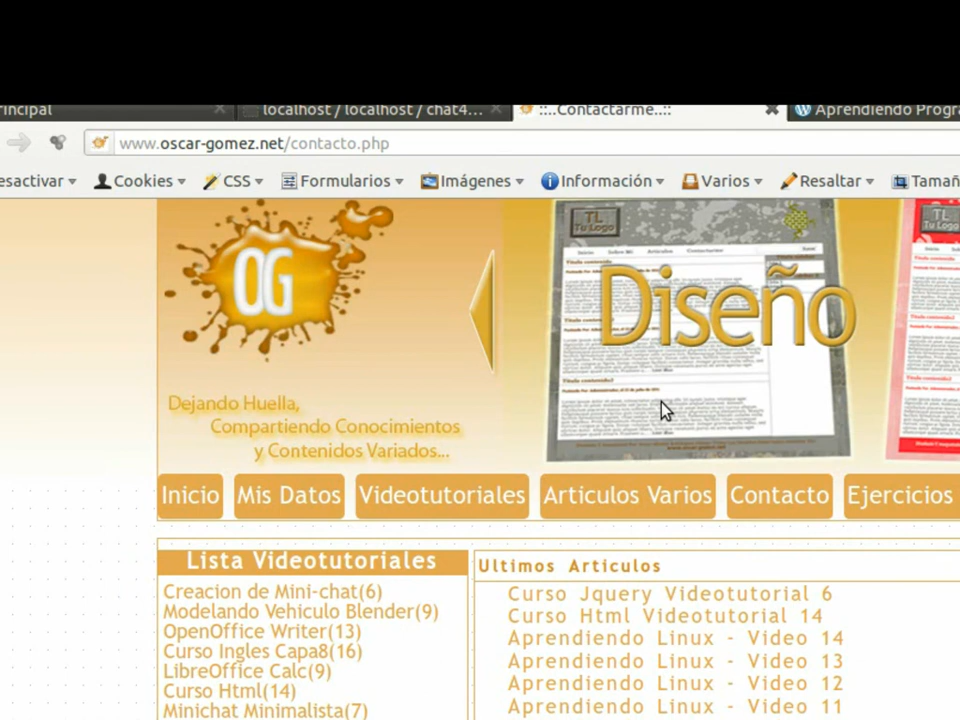 rincipal
localhost / localhost / chat4...
::..Contactarme..::
Aprendiendo Progra
www.oscar-gomez.net/contacto.php
esactivar
Cookies
CSS
Formularios
Imágenes
Información
Varios
Resaltar
Tamañ
OG
TL
Tu Logo
TL
Tu Logo
Diseño
Dejando Huella,
Compartiendo Conocimientos
y Contenidos Variados...
Inicio
Mis Datos
Videotutoriales
Articulos Varios
Contacto
Ejercicios
Lista Videotutoriales
Creacion de Mini-chat(6)
Modelando Vehiculo Blender(9)
OpenOffice Writer(13)
Curso Ingles Capa8(16)
LibreOffice Calc(9)
Curso Html(14)
Minichat Minimalista(7)
Ultimos Articulos
Curso Jquery Videotutorial 6
Curso Html Videotutorial 14
Aprendiendo Linux - Video 14
Aprendiendo Linux - Video 13
Aprendiendo Linux - Video 12
Aprendiendo Linux - Video 11